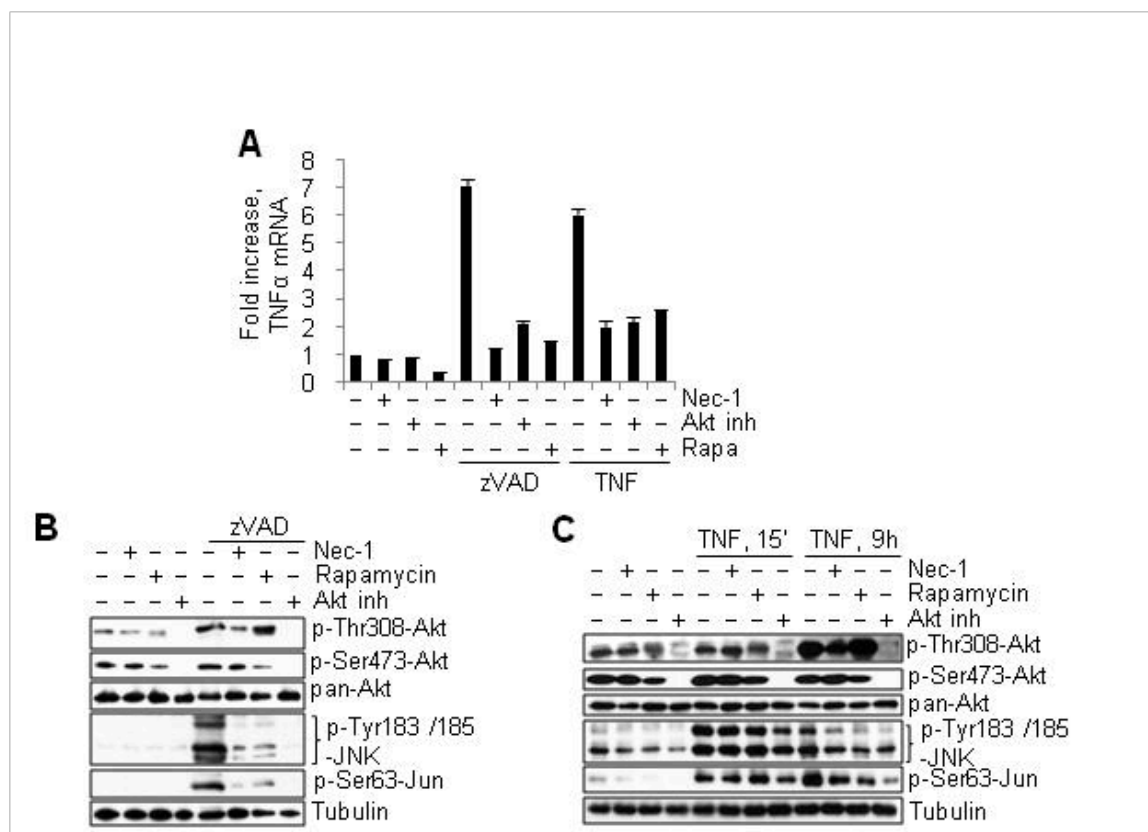 A
Fold increase,
TNFα mRNA
8
7
6
5
4
3
2
1
0
– + – – – + – – – + – – Nec-1
– – + – – – + – – – + – Akt inh
– – – + – – – + – – – + Rapa
zVAD TNF
B
zVAD
– + – – – + – – Nec-1
– – + – – – + – Rapamycin
– – – + – – – + Akt inh
p-Thr308-Akt
p-Ser473-Akt
pan-Akt
p-Tyr183 /185
-JNK
p-Ser63-Jun
Tubulin
C
TNF, 15' TNF, 9h
– + – – – + – – – + – – Nec-1
– – + – – – + – – – + – Rapamycin
– – – + – – – + – – – + Akt inh
p-Thr308-Akt
p-Ser473-Akt
pan-Akt
p-Tyr183 /185
-JNK
p-Ser63-Jun
Tubulin